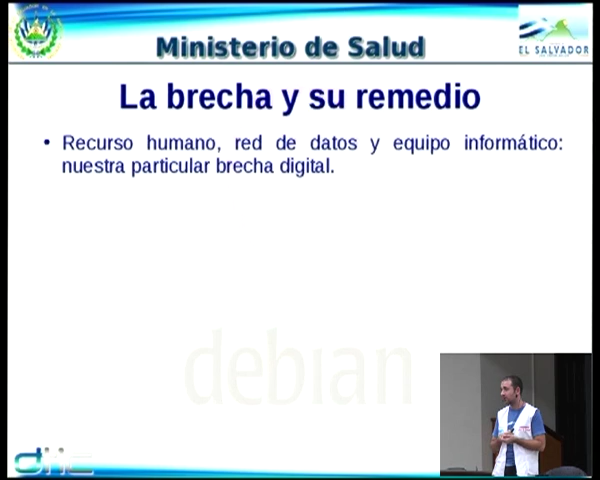 Ministerio de Salud
EL SALVADOR
La brecha y su remedio
• Recurso humano, red de datos y equipo informático:
nuestra particular brecha digital.
debian